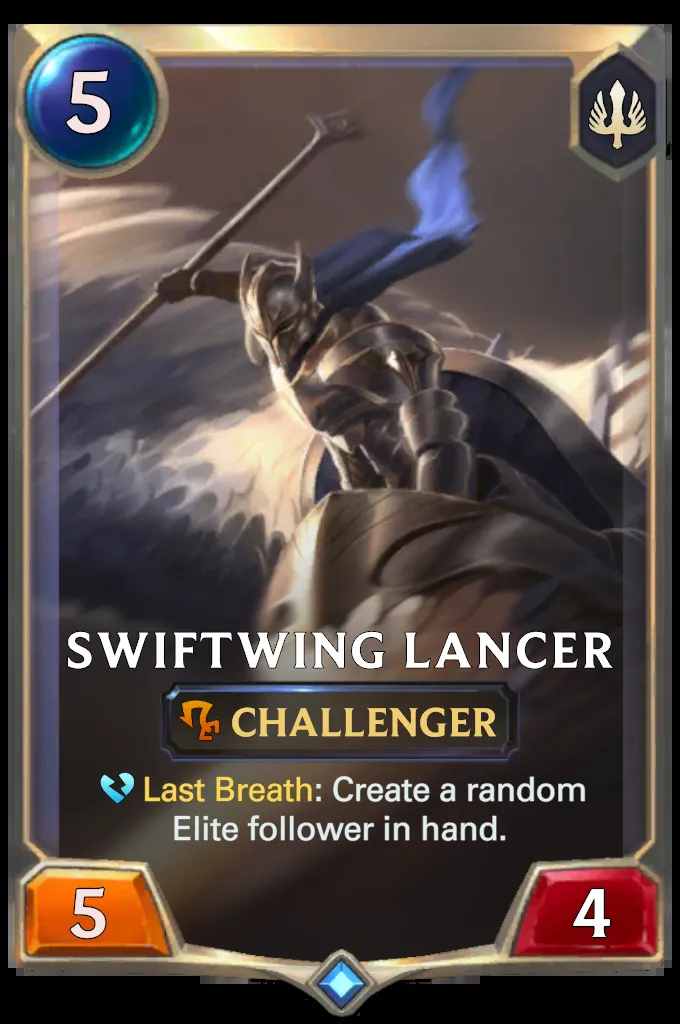 5
SWIFTWING LANCER
CHALLENGER
Last Breath: Create a random
Elite follower in hand.
5 4